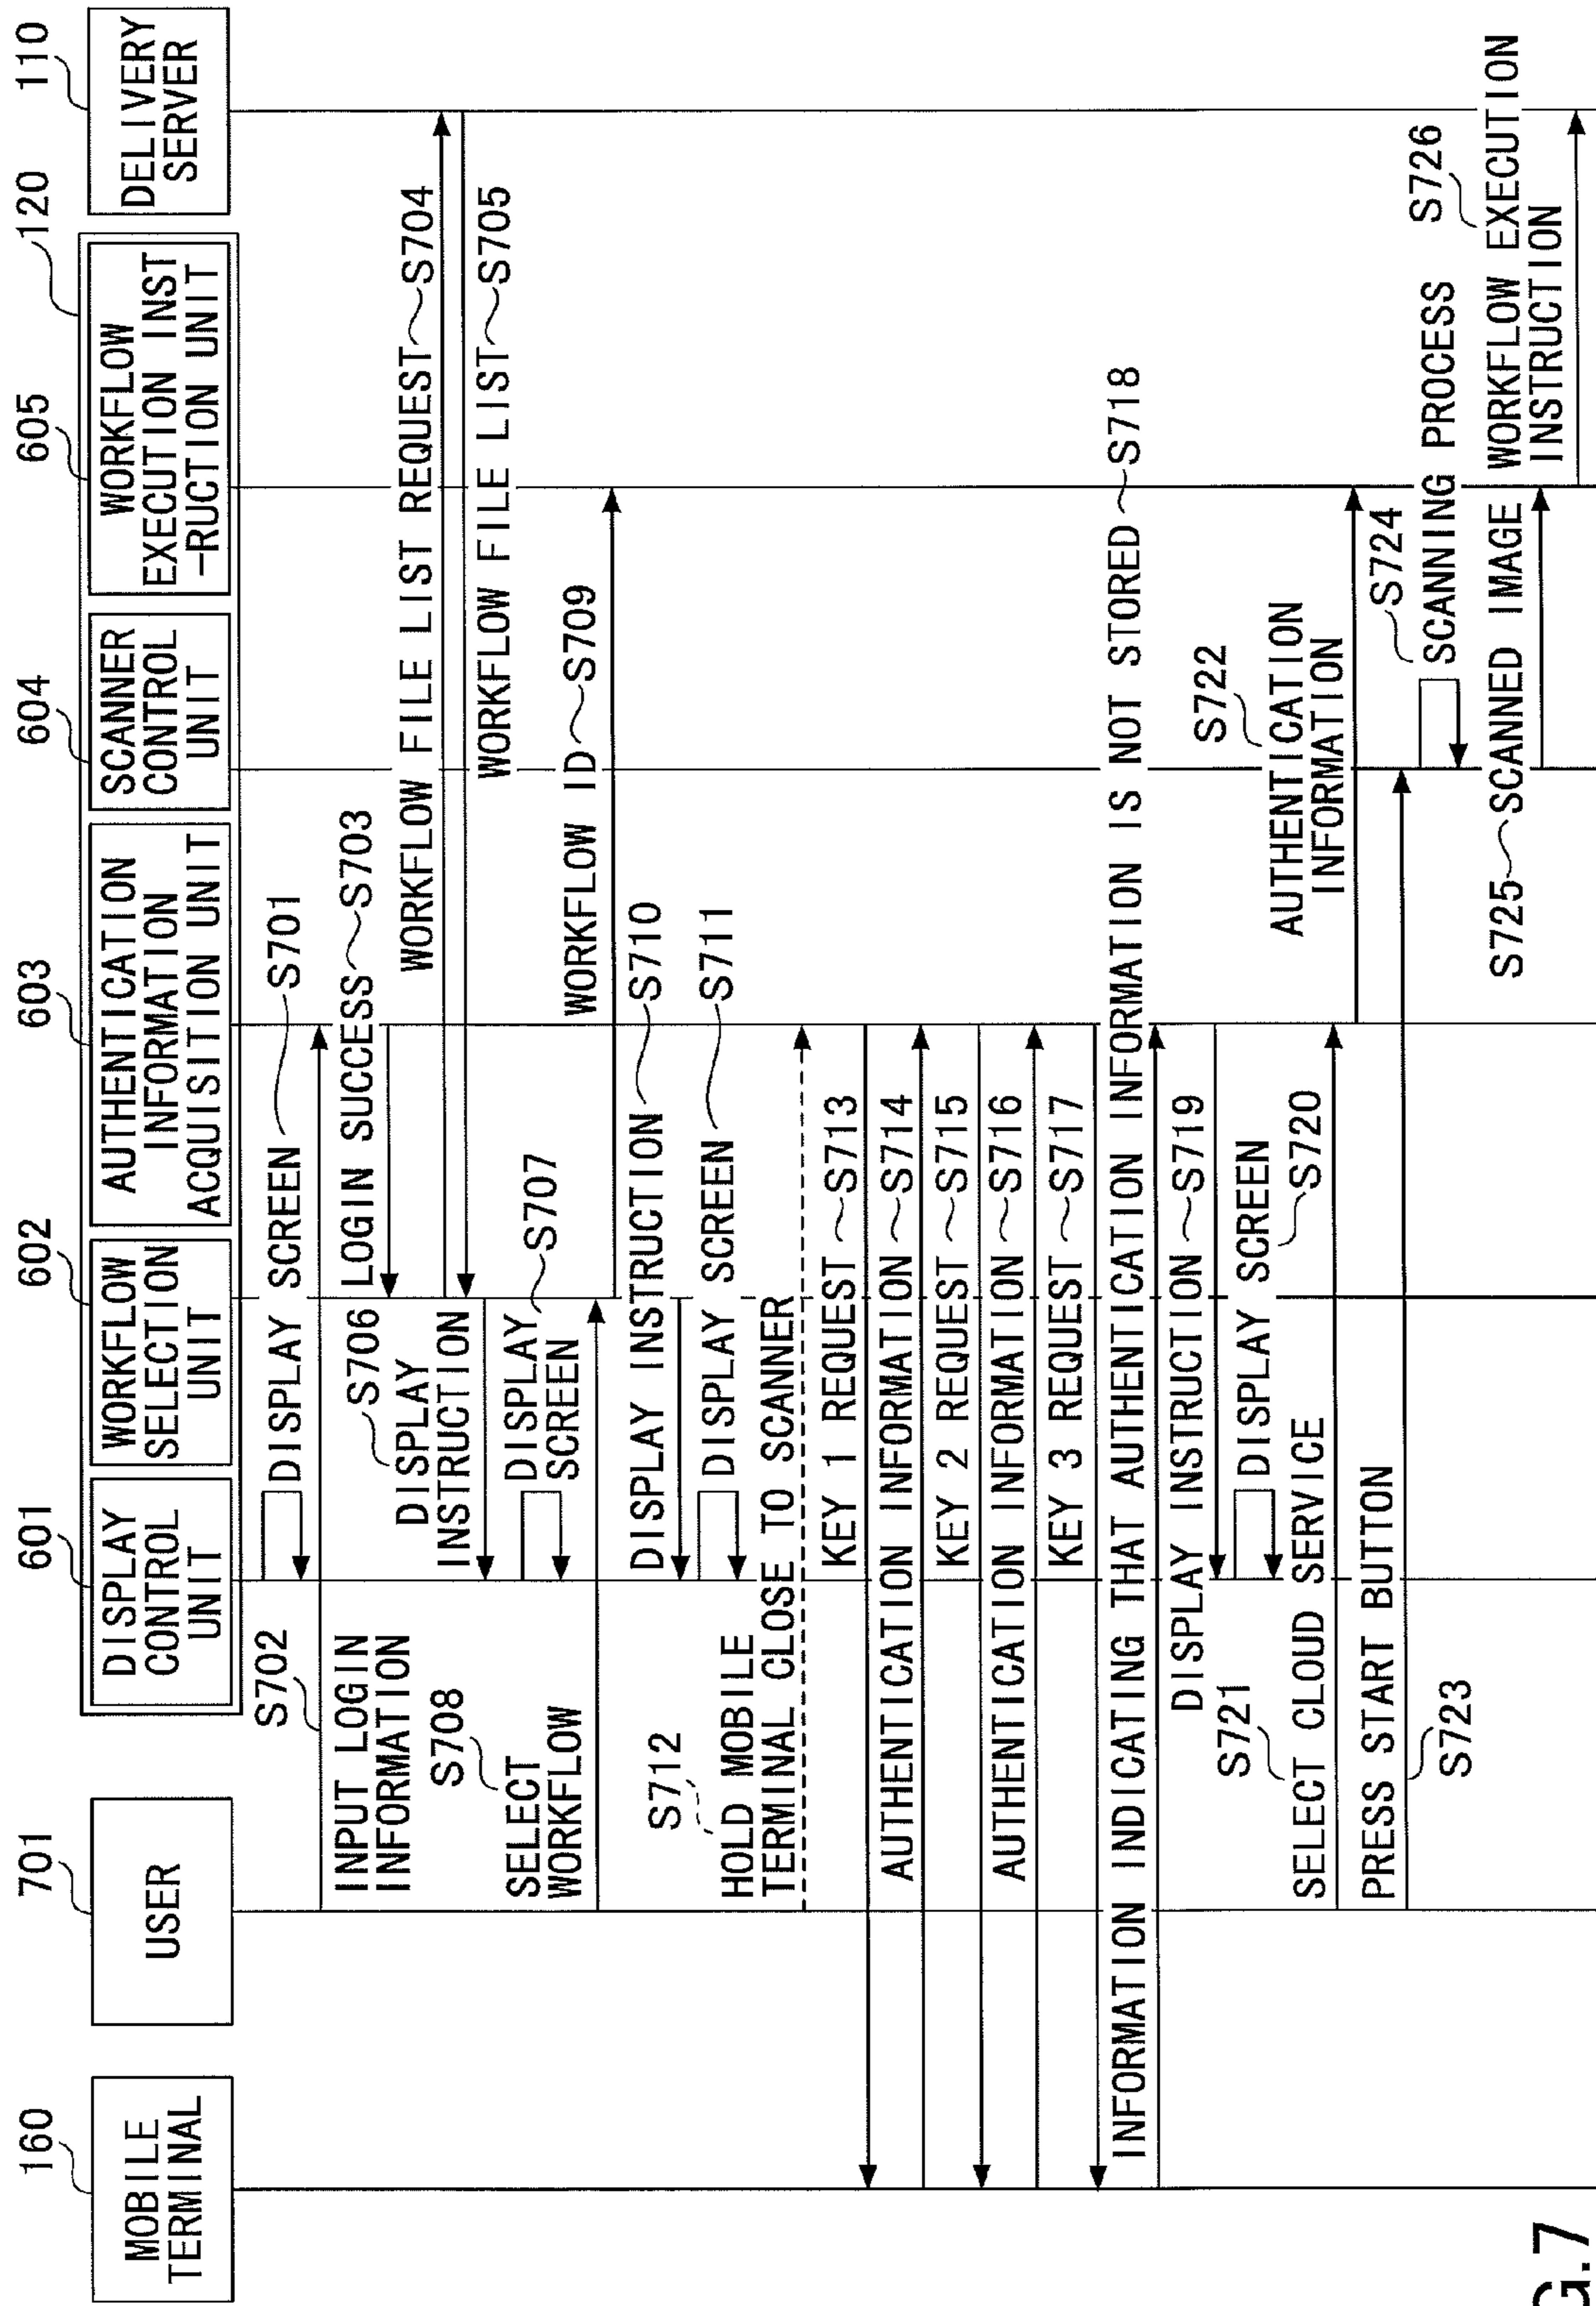 160
MOBILE
TERMINAL
701
USER
601
DISPLAY
CONTROL
UNIT
602
WORKFLOW
SELECTION
UNIT
603
AUTHENTICATION
INFORMATION
ACQUISITION UNIT
604
SCANNER
CONTROL
UNIT
605
WORKFLOW
EXECUTION INST
-RUCTION UNIT
120
110
DELIVERY
SERVER
DISPLAY SCREEN S701
S702
INPUT LOGIN
INFORMATION
LOGIN SUCCESS S703
WORKFLOW FILE LIST REQUEST S704
WORKFLOW FILE LIST S705
S706
DISPLAY
INSTRUCTION
S707
DISPLAY
SCREEN
S708
SELECT
WORKFLOW
WORKFLOW ID S709
DISPLAY INSTRUCTION S710
DISPLAY SCREEN S711
S712
HOLD MOBILE
TERMINAL CLOSE TO SCANNER
KEY 1 REQUEST S713
AUTHENTICATION INFORMATION S714
KEY 2 REQUEST S715
AUTHENTICATION INFORMATION S716
KEY 3 REQUEST S717
INFORMATION INDICATING THAT AUTHENTICATION INFORMATION IS NOT STORED S718
DISPLAY INSTRUCTION S719
DISPLAY SCREEN
S720
S721
SELECT CLOUD SERVICE
S722
AUTHENTICATION
INFORMATION
PRESS START BUTTON
S723
S724
SCANNING PROCESS
S725 SCANNED IMAGE
S726
WORKFLOW EXECUTION
INSTRUCTION
G.7